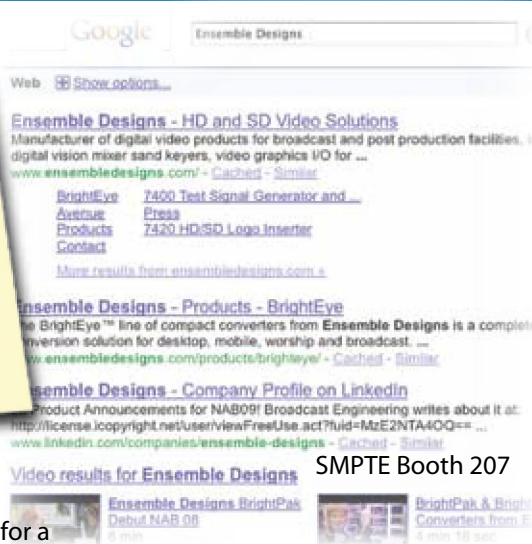 Google
Ensemble Designs
Web Show options...
Ensemble Designs - HD and SD Video Solutions
Manufacturer of digital video products for broadcast and post production facilities,
digital vision mixer sand keyers, video graphics I/O for ...
www.ensembledesigns.com/ - Cached - Similar
BrightEye 7400 Test Signal Generator and ...
Avenue Press
Products 7420 HD/SD Logo Inserter
Contact
More results from ensembledesigns.com »
Ensemble Designs - Products - BrightEye
he BrightEye™ line of compact converters from Ensemble Designs is a complete
nversion solution for desktop, mobile, worship and broadcast. ...
.ensembledesigns.com/products/brighteye/ - Cached - Similar
semble Designs - Company Profile on LinkedIn
Product Announcements for NAB09! Broadcast Engineering writes about it at:
http://license.icopyright.net/user/viewFreeUse.act?fuid=MzE2NTA4OQ== ...
www.linkedin.com/companies/ensemble-designs - Cached - Similar
SMPTE Booth 207
Video results for Ensemble Designs
Ensemble Designs BrightPak
Debut NAB 08
6 min
BrightPak & Bright
Converters from E
4 min 18 sec
for a